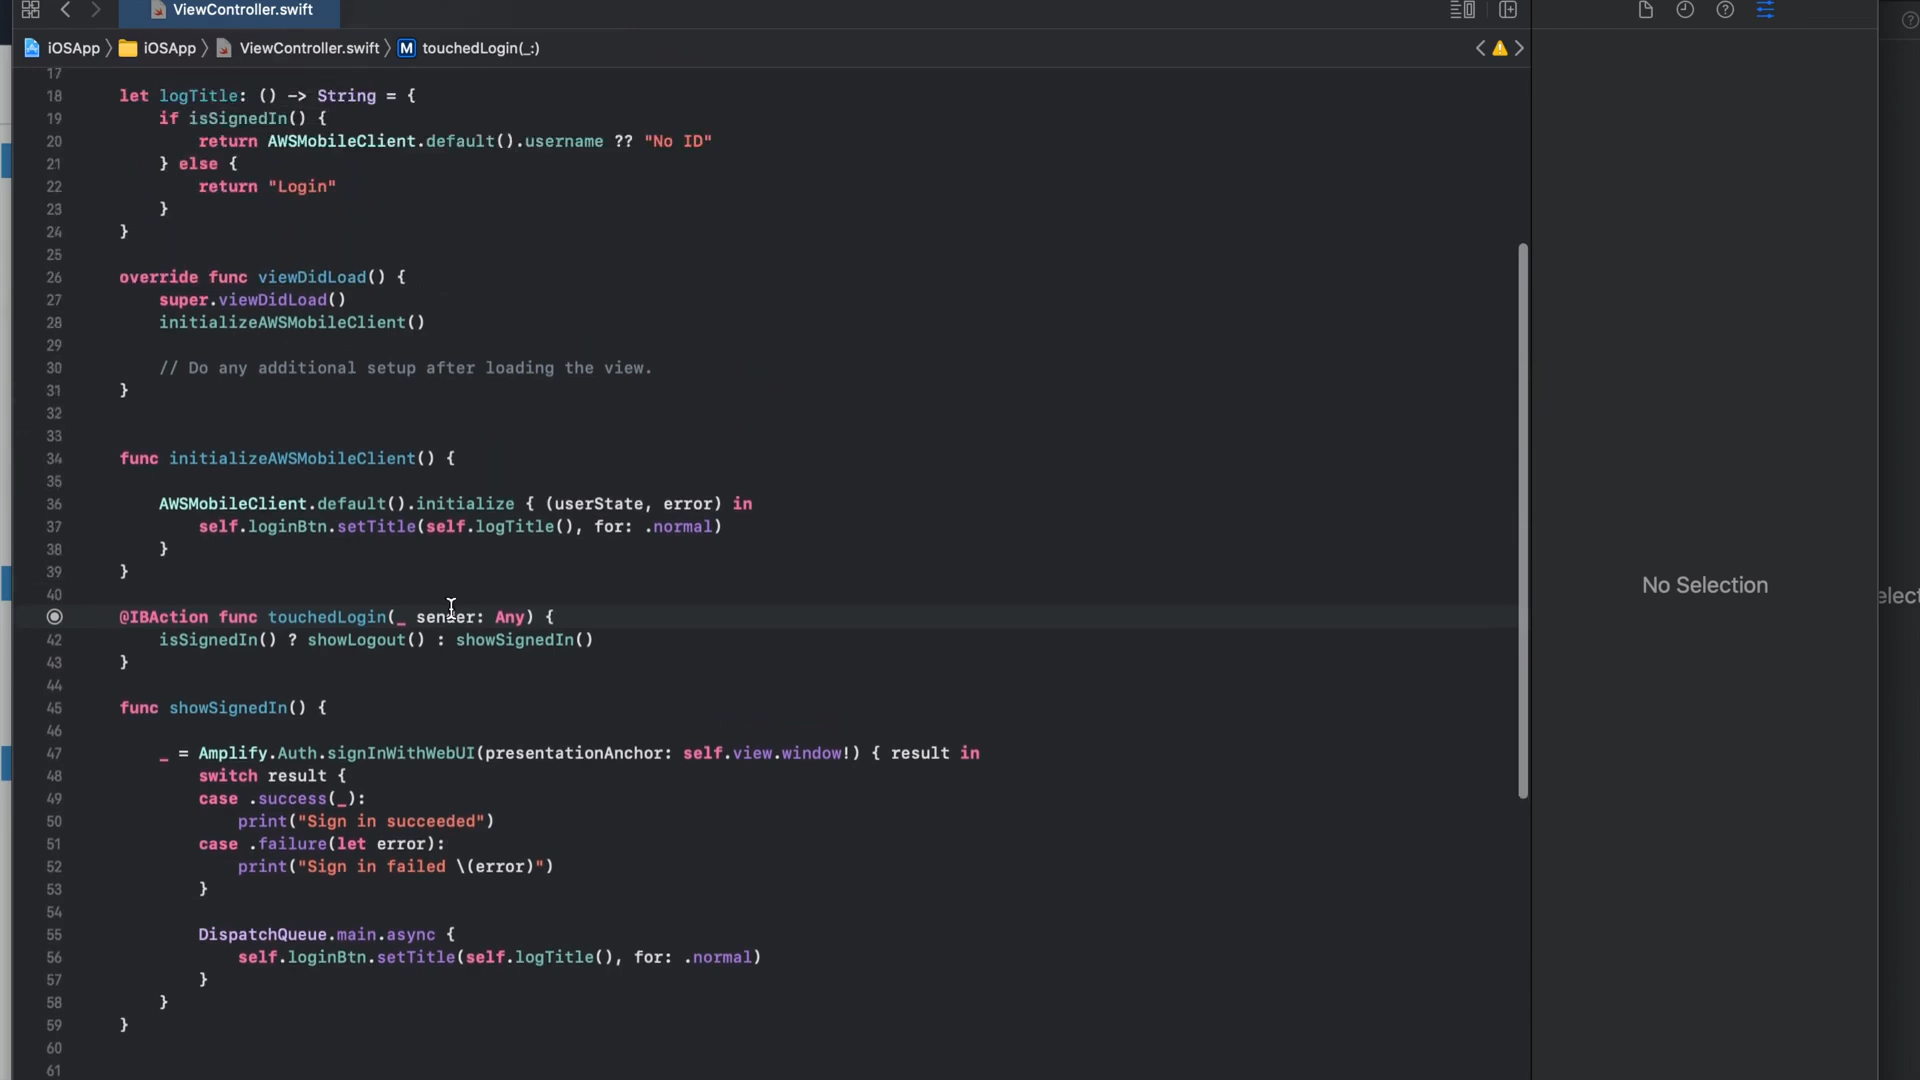 ViewController.swift
iOSApp 〉 iOSApp 〉 ViewController.swift 〉 M touchedLogin(_:)
17
18 let logTitle: () -> String = {
19 if isSignedIn() {
20 return AWSMobileClient.default().username ?? "No ID"
21 } else {
22 return "Login"
23 }
24 }
25
26 override func viewDidLoad() {
27 super.viewDidLoad()
28 initializeAWSMobileClient()
29
30 // Do any additional setup after loading the view.
31 }
32
33
34 func initializeAWSMobileClient() {
35
36 AWSMobileClient.default().initialize { (userState, error) in
37 self.loginBtn.setTitle(self.logTitle(), for: .normal)
38 }
39 }
40
@IBAction func touchedLogin(_ sender: Any) {
42 isSignedIn() ? showLogout() : showSignedIn()
43 }
44
45 func showSignedIn() {
46
47 _ = Amplify.Auth.signInWithWebUI(presentationAnchor: self.view.window!) { result in
48 switch result {
49 case .success(_):
50 print("Sign in succeeded")
51 case .failure(let error):
52 print("Sign in failed \(error)")
53 }
54
55 DispatchQueue.main.async {
56 self.loginBtn.setTitle(self.logTitle(), for: .normal)
57 }
58 }
59 }
60
61
No Selection